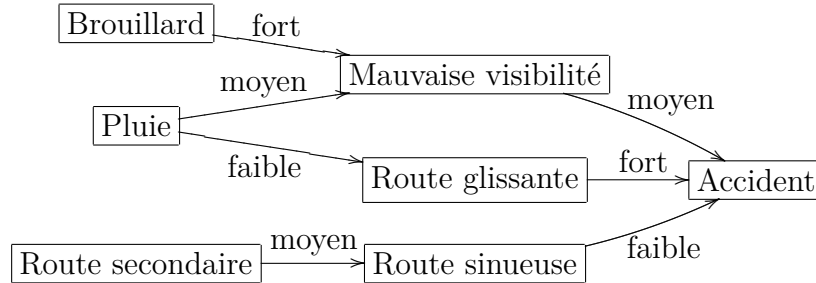 Brouillard
fort
Mauvaise visibilité
moyen
moyen
Pluie
faible
Route glissante
fort
Accident
Route secondaire
moyen
Route sinueuse
faible